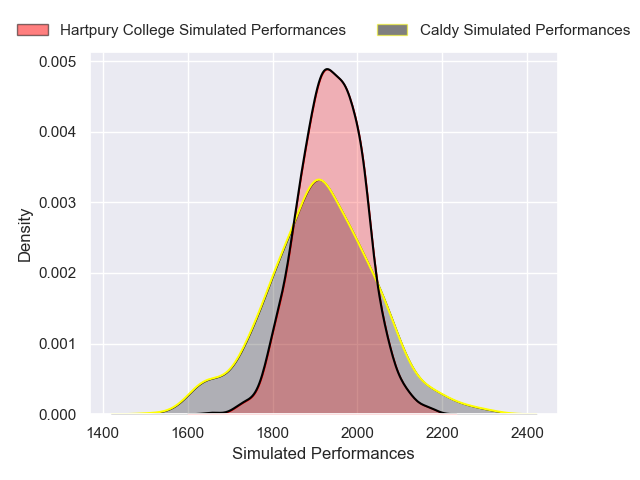 Hartpury College Simulated Performances
Caldy Simulated Performances
0.005
0.004
0.003
0.002
0.001
0.000
Density
1400 1600 1800 2000 2200 2400
Simulated Performances